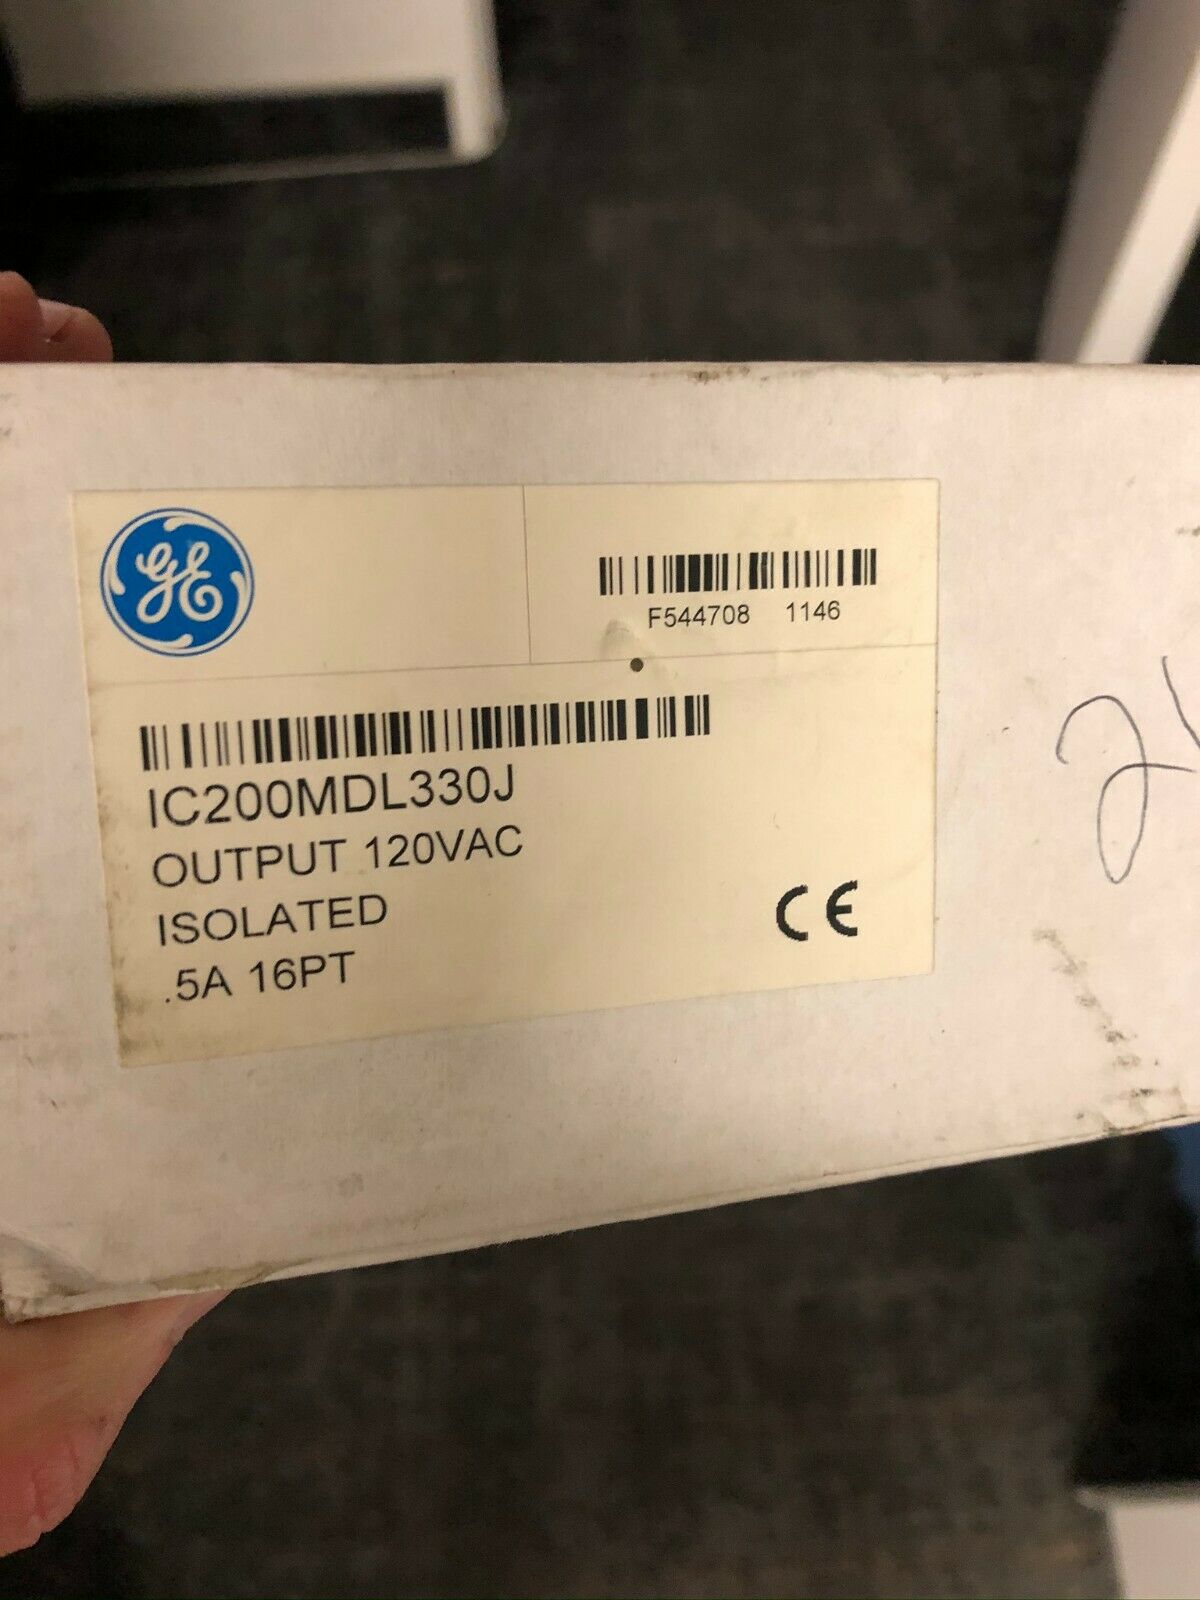 GE
F544708 1146
IC200MDL330J
OUTPUT 120VAC
ISOLATED
.5A 16PT
CE